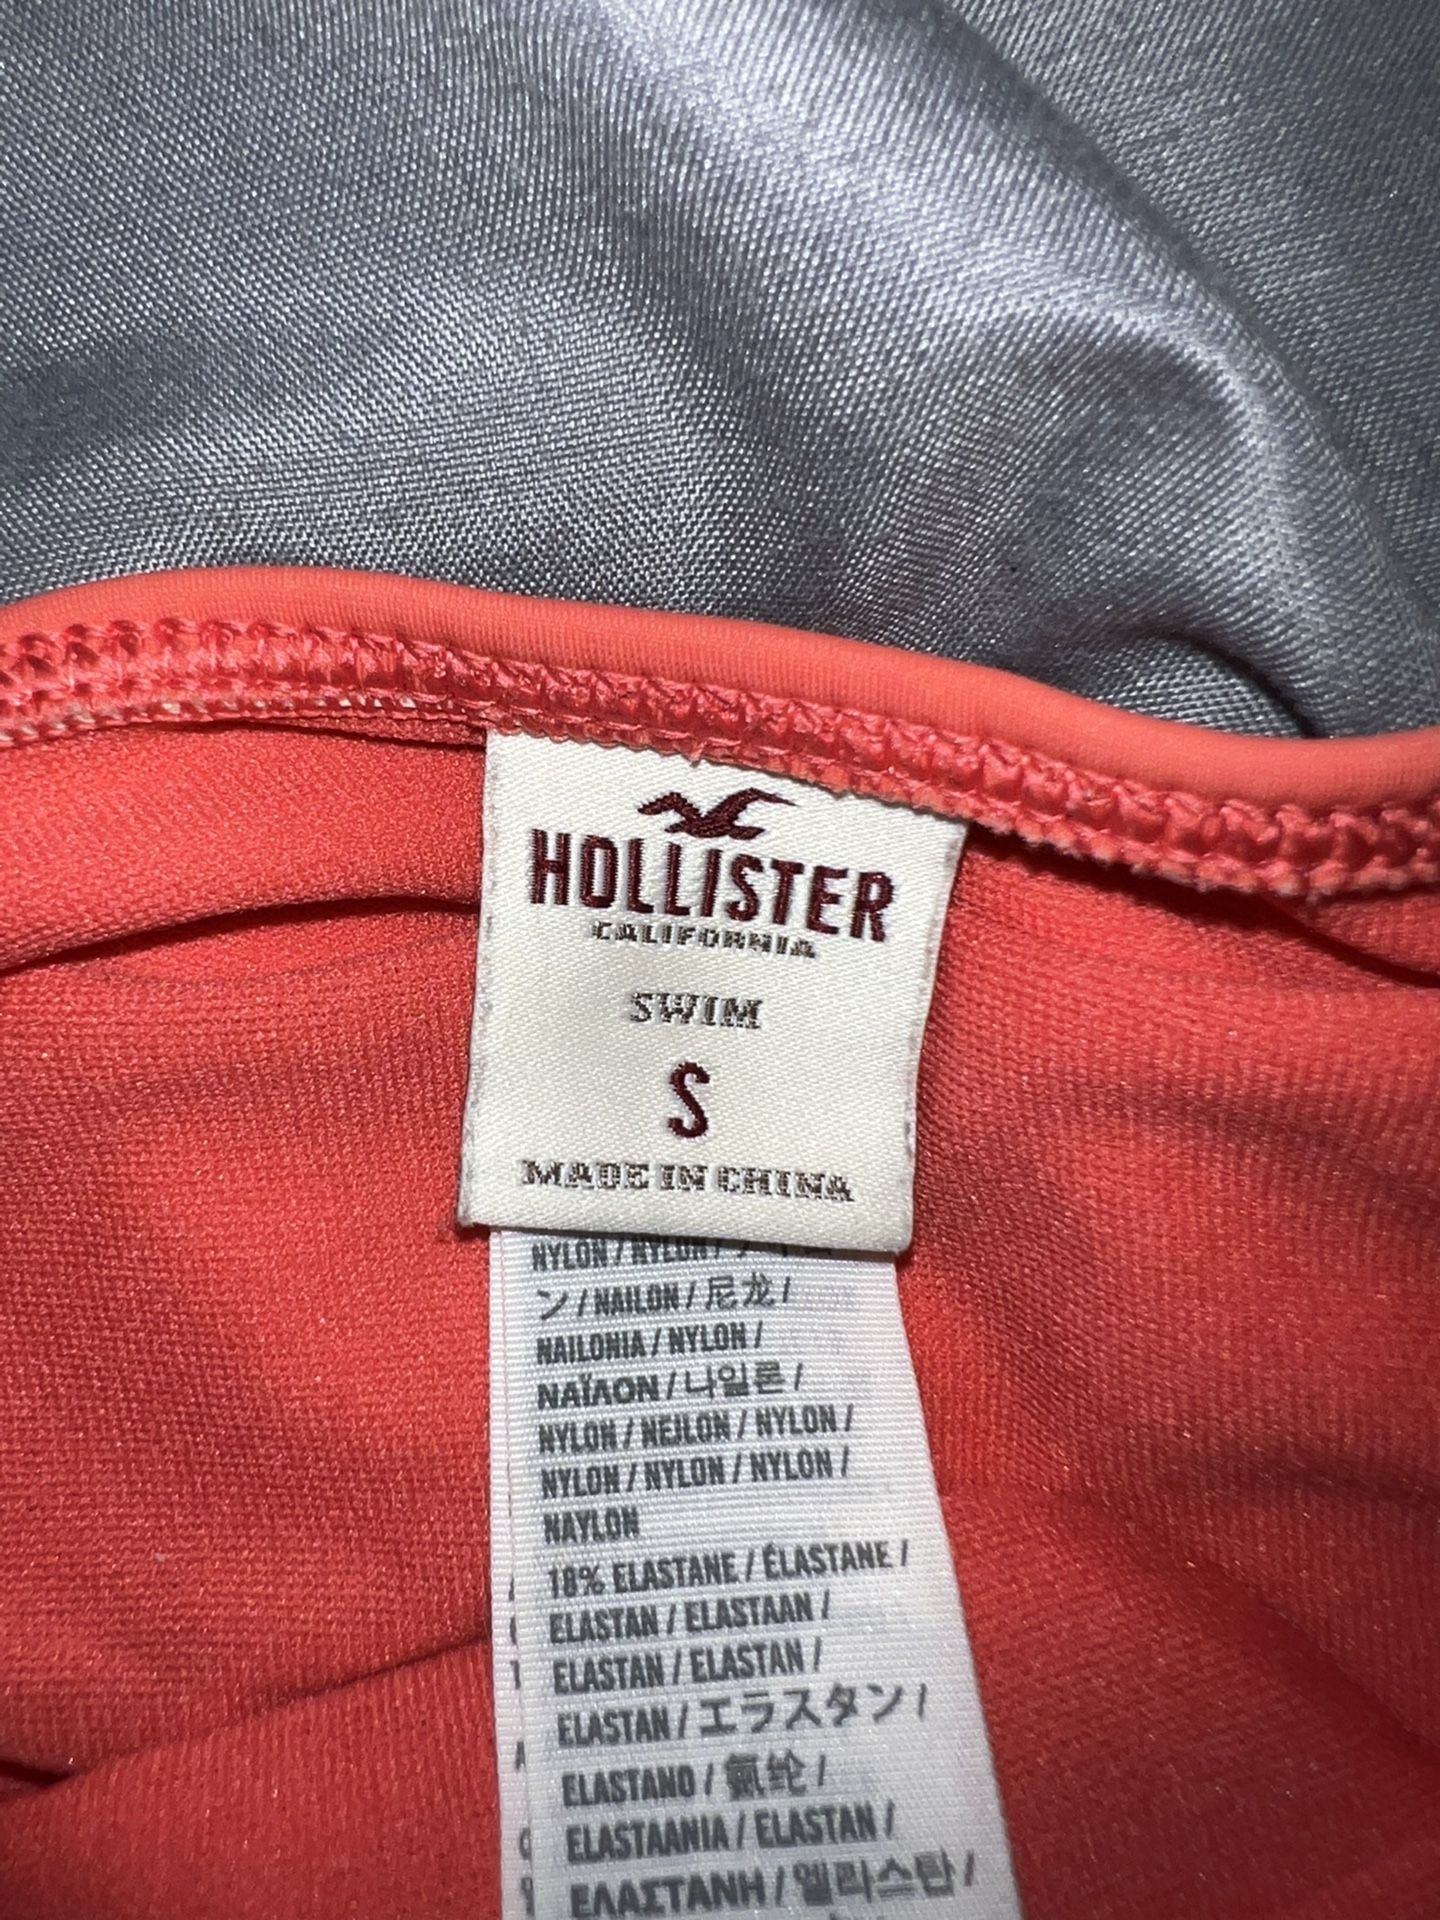 HOLLISTER
CALIFORNIA
SWIM
S
MADE IN CHINA
NYLON / NYLON /
ン / NAILON / 尼龙 /
NAILONIA / NYLON /
ΝΑΪΛΟΝ / 나일론 /
NYLON / NEJLON / NYLON /
NYLON / NYLON / NYLON /
NAYLON
18% ELASTANE / ÉLASTANE /
ELASTAN / ELASTAAN /
ELASTAN / ELASTAN /
ELASTAN / エラスタン /
ELASTANO / 氨纶 /
ELASTAANIA / ELASTAN /
ΕΛΑΣΤΑΝΗ / 엘라스탄 /